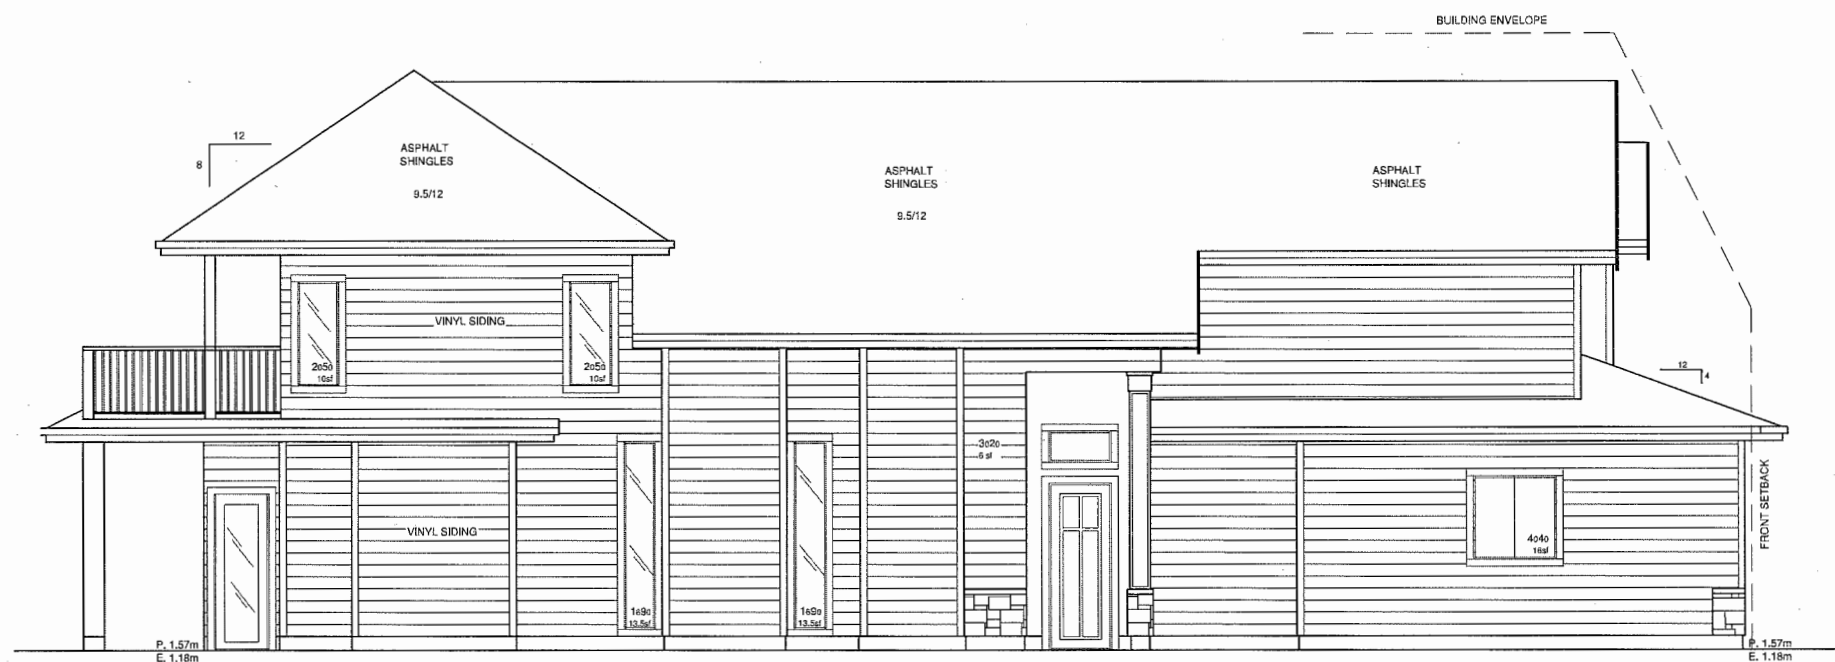 BUILDING ENVELOPE
12
8
ASPHALT
SHINGLES
9.5/12
ASPHALT
SHINGLES
9.5/12
ASPHALT
SHINGLES
VINYL SIDING
2050
10sf
2050
10sf
12
4
3020
6 sf
FRONT SETBACK
VINYL SIDING
4040
16sf
1690
13.5sf
1690
13.5sf
P. 1.57m
E. 1.18m
P. 1.57m
E. 1.18m